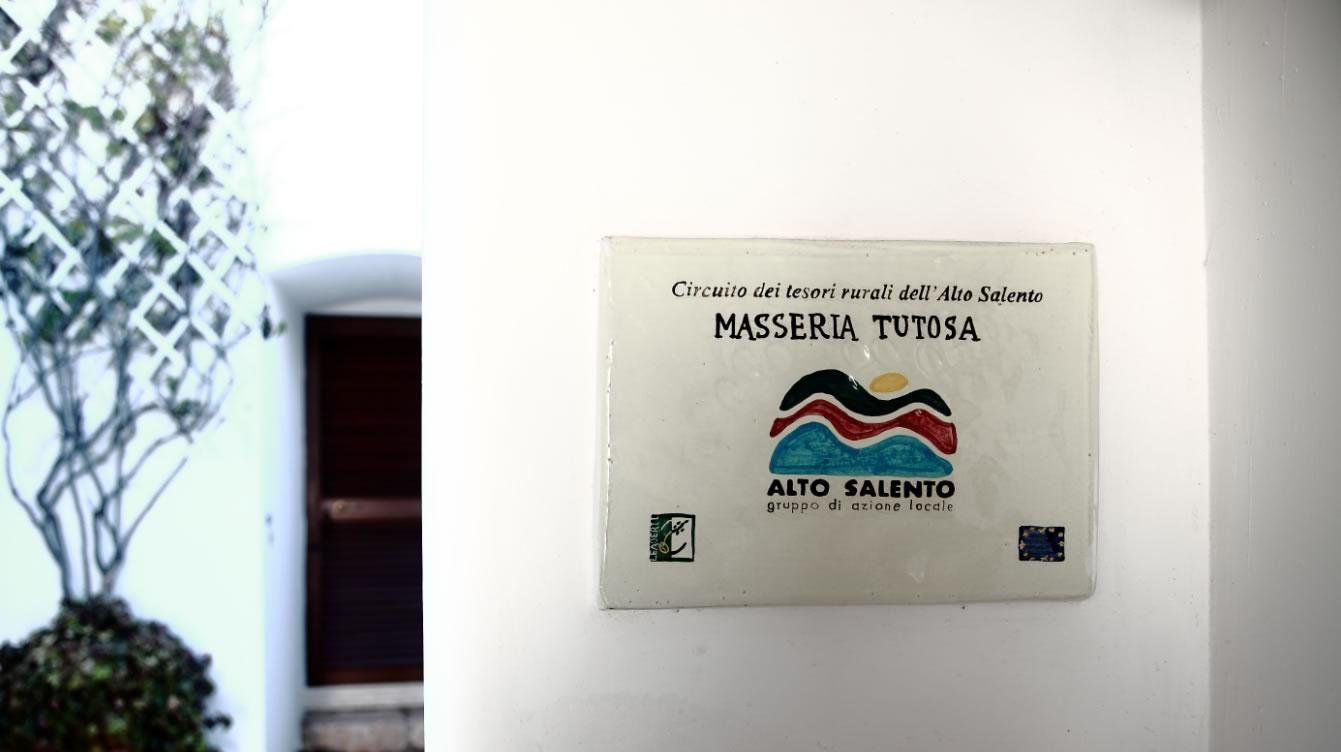 Circuito dei tesori rurali dell'Alto Salento
MASSERIA TUTOSA
ALTO SALENTO
gruppo di azione locale